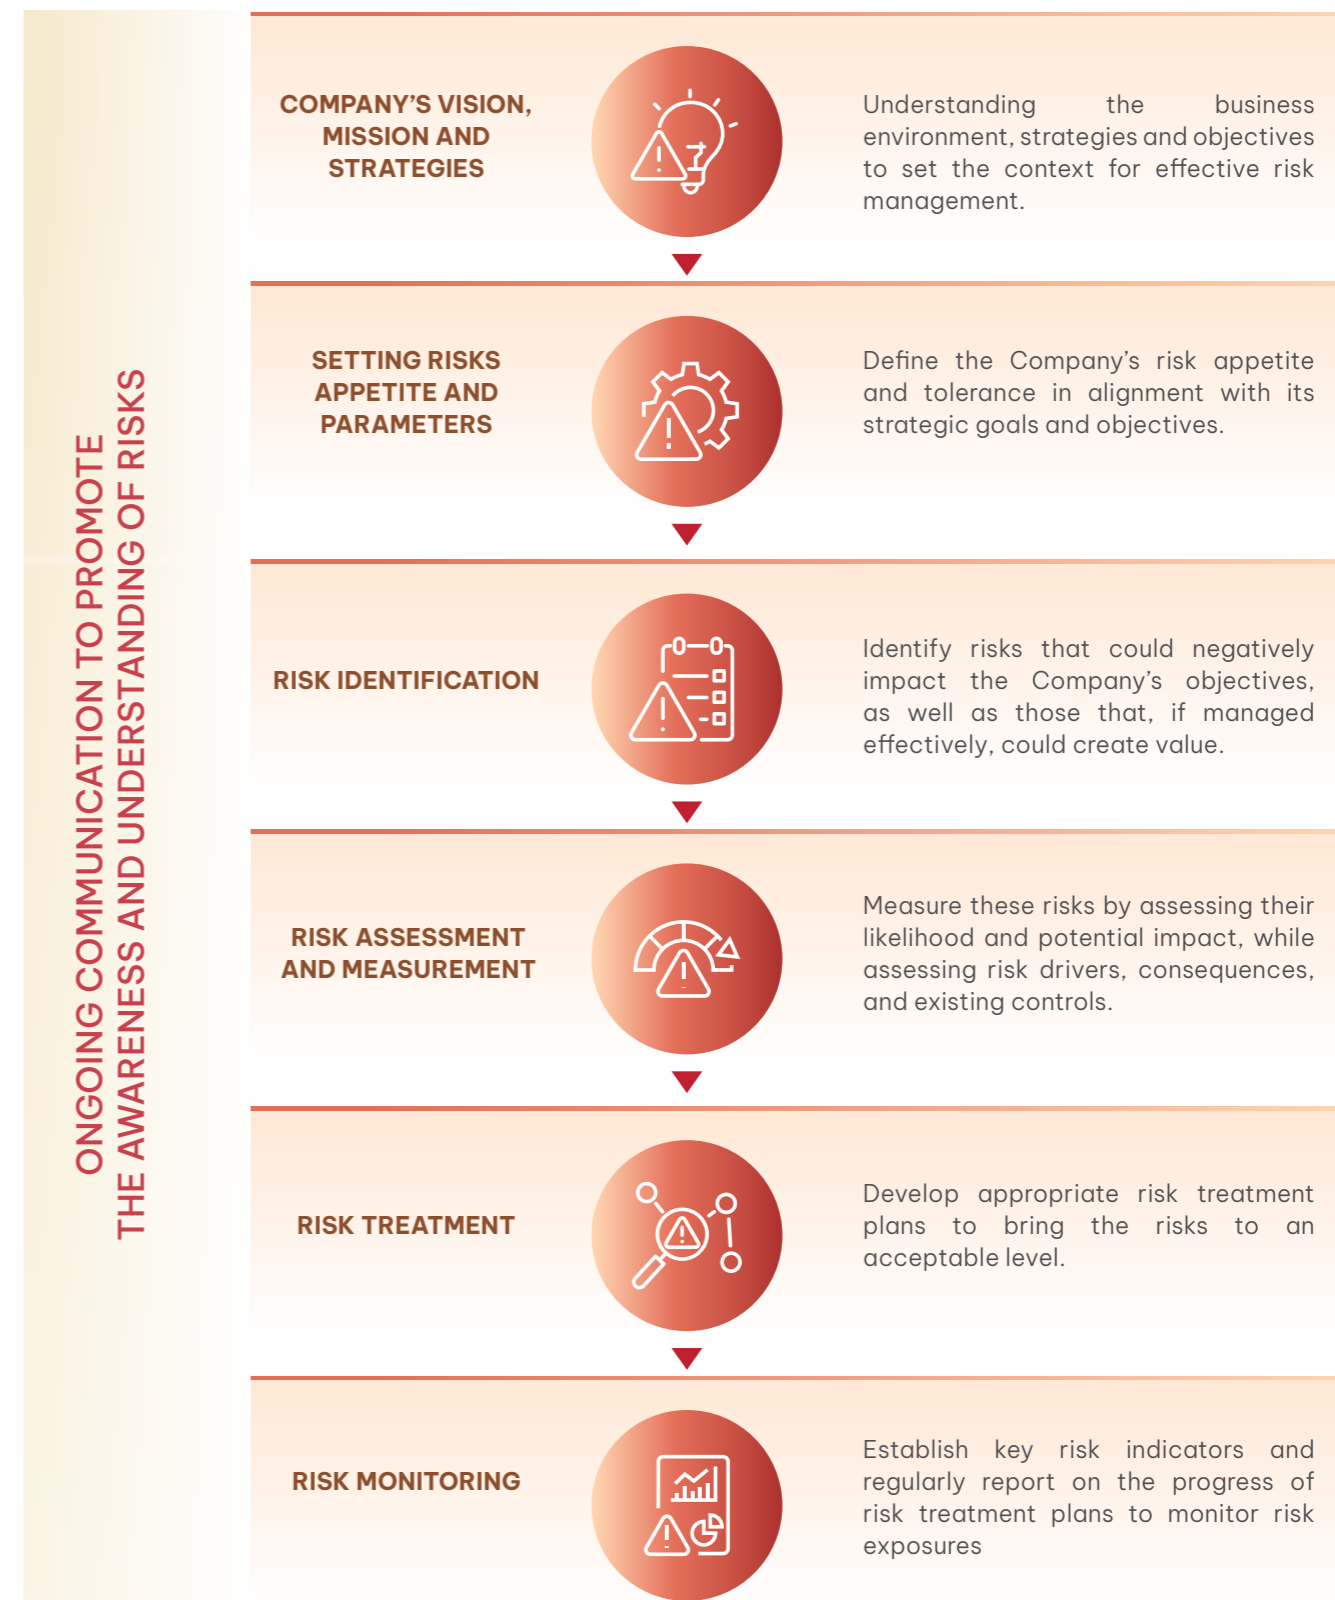 ONGOING COMMUNICATION TO PROMOTE
THE AWARENESS AND UNDERSTANDING OF RISKS
COMPANY’S VISION,
MISSION AND
STRATEGIES
Understanding the business
environment, strategies and objectives
to set the context for effective risk
management.
SETTING RISKS
APPETITE AND
PARAMETERS
Define the Company’s risk appetite
and tolerance in alignment with its
strategic goals and objectives.
RISK IDENTIFICATION
Identify risks that could negatively
impact the Company’s objectives,
as well as those that, if managed
effectively, could create value.
RISK ASSESSMENT
AND MEASUREMENT
Measure these risks by assessing their
likelihood and potential impact, while
assessing risk drivers, consequences,
and existing controls.
RISK TREATMENT
Develop appropriate risk treatment
plans to bring the risks to an
acceptable level.
RISK MONITORING
Establish key risk indicators and
regularly report on the progress of
risk treatment plans to monitor risk
exposures